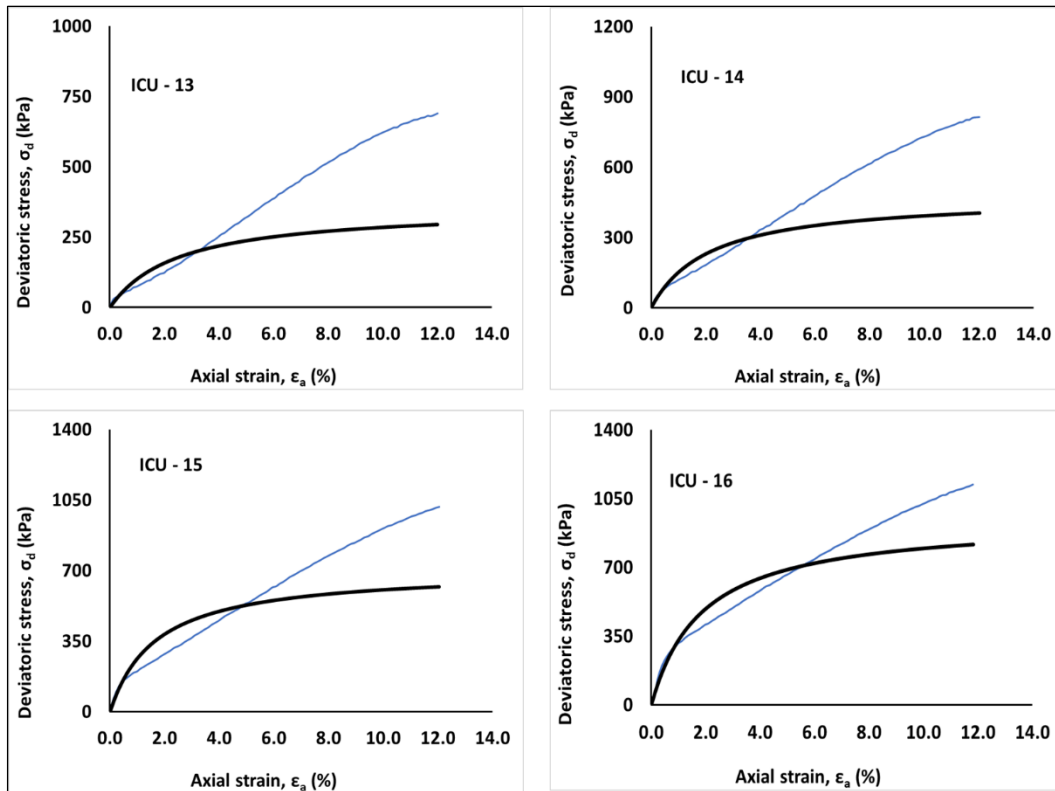 1000
750
500
250
0
ICU - 13
Deviatoric stress, σd (kPa)
0.0 2.0 4.0 6.0 8.0 10.0 12.0 14.0
Axial strain, εa (%)
1200
900
600
300
0
ICU - 14
Deviatoric stress, σd (kPa)
0.0 2.0 4.0 6.0 8.0 10.0 12.0 14.0
Axial strain, εa (%)
1400
1050
700
350
0
ICU - 15
Deviatoric stress, σd (kPa)
0.0 2.0 4.0 6.0 8.0 10.0 12.0 14.0
Axial strain, εa (%)
1400
1050
700
350
0
ICU - 16
Deviatoric stress, σd (kPa)
0.0 2.0 4.0 6.0 8.0 10.0 12.0 14.0
Axial strain, εa (%)